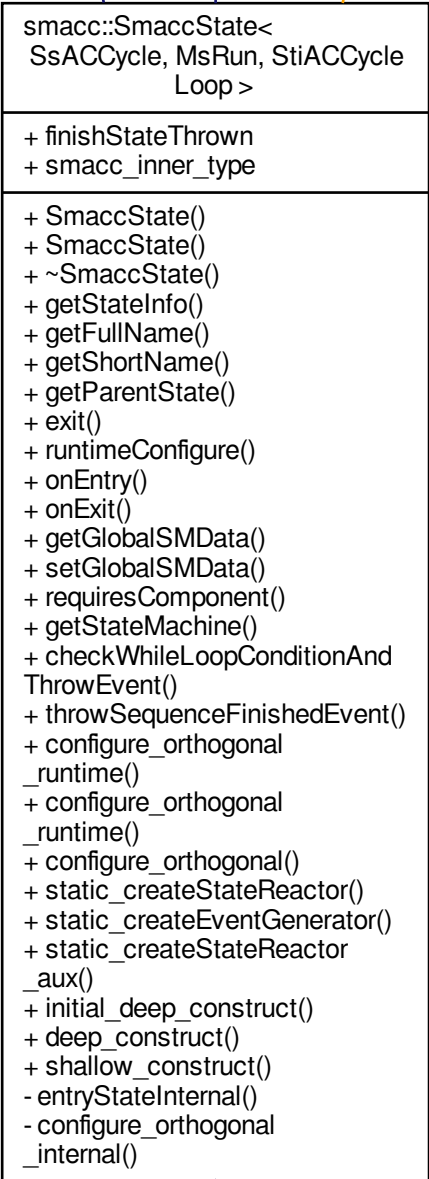 smacc::SmaccState<
SsACCycle, MsRun, StiACCycle
Loop >
+ finishStateThrown
+ smacc_inner_type
+ SmaccState()
+ SmaccState()
+ ~SmaccState()
+ getStateInfo()
+ getFullName()
+ getShortName()
+ getParentState()
+ exit()
+ runtimeConfigure()
+ onEntry()
+ onExit()
+ getGlobalSMData()
+ setGlobalSMData()
+ requiresComponent()
+ getStateMachine()
+ checkWhileLoopConditionAnd
ThrowEvent()
+ throwSequenceFinishedEvent()
+ configure_orthogonal
_runtime()
+ configure_orthogonal
_runtime()
+ configure_orthogonal()
+ static_createStateReactor()
+ static_createEventGenerator()
+ static_createStateReactor
_aux()
+ initial_deep_construct()
+ deep_construct()
+ shallow_construct()
- entryStateInternal()
- configure_orthogonal
_internal()